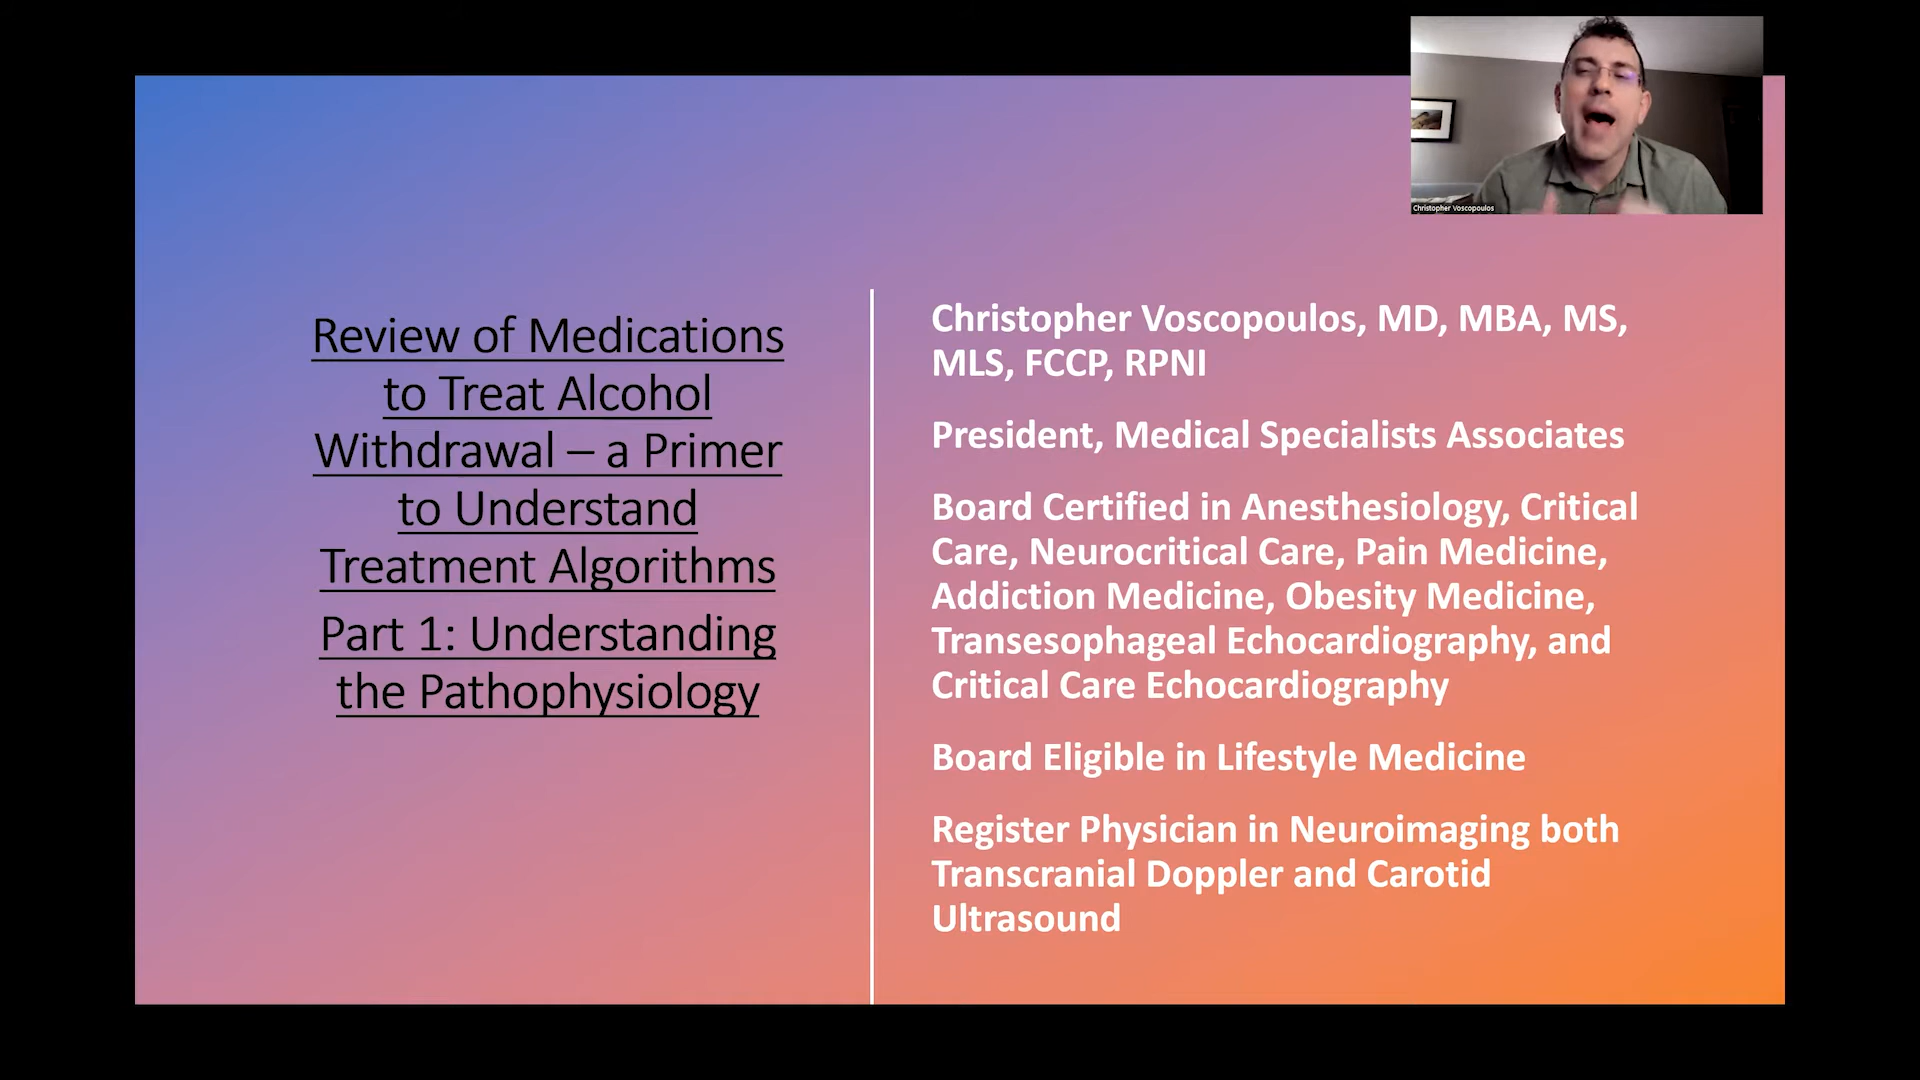 Christopher Voscopoulos
Review of Medications
to Treat Alcohol
Withdrawal – a Primer
to Understand
Treatment Algorithms
Part 1: Understanding
the Pathophysiology
Christopher Voscopoulos, MD, MBA, MS,
MLS, FCCP, RPNI
President, Medical Specialists Associates
Board Certified in Anesthesiology, Critical
Care, Neurocritical Care, Pain Medicine,
Addiction Medicine, Obesity Medicine,
Transesophageal Echocardiography, and
Critical Care Echocardiography
Board Eligible in Lifestyle Medicine
Register Physician in Neuroimaging both
Transcranial Doppler and Carotid
Ultrasound